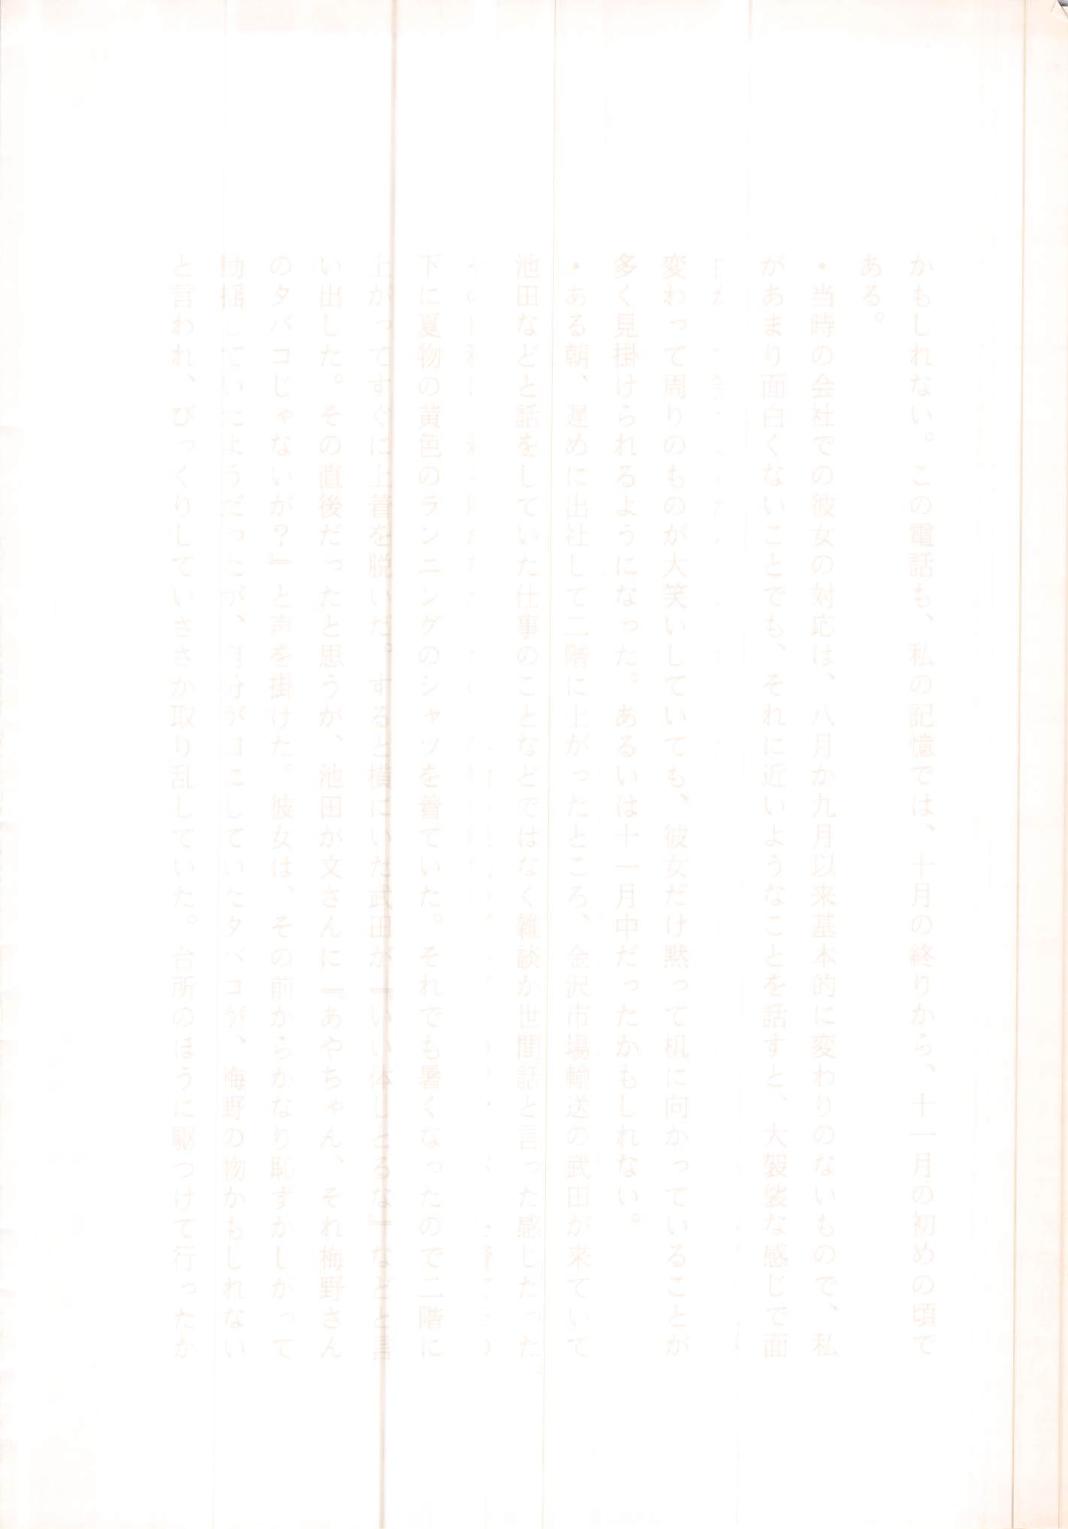 かもしれない。この電話も、私の記憶では、十月の終りから、十一月の初めの頃で
ある。
・当時の会社での彼女の対応は、八月か九月以来基本的に変わりのないもので、私
があまり面白くないことでも、それに近いようなことを話すと、大袈裟な感じで面
変わって周りのものが大笑いしていても、彼女だけ黙って机に向かっていることが
多く見掛けられるようになった。あるいは十一月中だったかもしれない。
・ある朝、遅めに出社して二階に上がったところ、金沢市場輸送の武田が来ていて
池田などと話をしていた仕事のことなどではなく雑談か世間話と言った感じだった
下に夏物の黄色のランニングのシャツを着ていた。それでも暑くなったので二階に
上がってすぐに上着を脱いだ。すると横にいた武田が『いい体しとるな』などと言
い出した。その直後だったと思うが、池田が文さんに『あやちゃん、それ梅野さん
のタバコじゃないが？』と声を掛けた。彼女は、その前からかなり恥ずかしがって
動揺していたようだったが、自分が口にしていたタバコが、梅野の物かもしれない
と言われ、びっくりしていささか取り乱していた。台所のほうに駆つけて行ったか